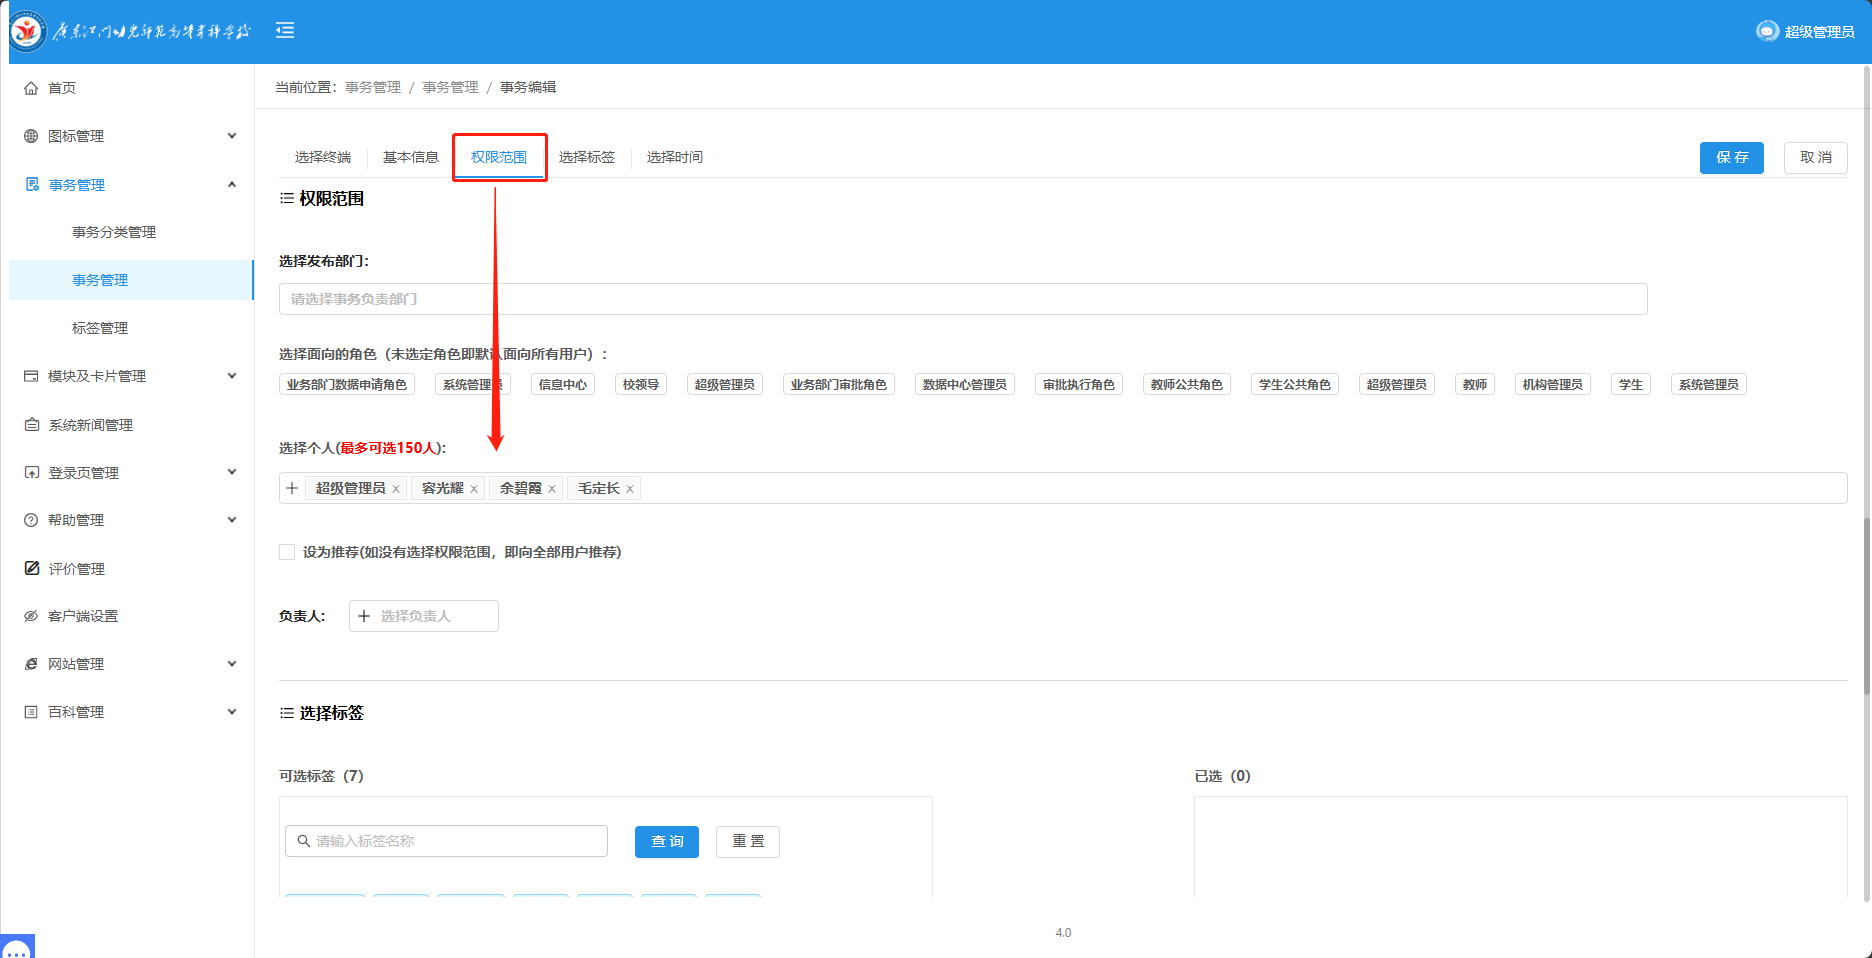 广东江门幼儿师范高等专科学校
超级管理员
首页
图标管理
事务管理
事务分类管理
事务管理
标签管理
模块及卡片管理
系统新闻管理
登录页管理
帮助管理
评价管理
客户端设置
网站管理
百科管理
当前位置：事务管理 / 事务管理 / 事务编辑
选择终端 基本信息 权限范围 选择标签 选择时间
保 存 取 消
权限范围
选择发布部门：
请选择事务负责部门
选择面向的角色（未选定角色即默认面向所有用户）：
业务部门数据申请角色 系统管理员 信息中心 校领导 超级管理员 业务部门审批角色 数据中心管理员 审批执行角色 教师公共角色 学生公共角色 超级管理员 教师 机构管理员 学生 系统管理员
选择个人(最多可选150人):
+ 超级管理员 × 容光耀 × 余碧霞 × 毛定长 ×
设为推荐(如没有选择权限范围，即向全部用户推荐)
负责人： + 选择负责人
选择标签
可选标签（7）
已选（0）
请输入标签名称 查 询 重 置
4.0